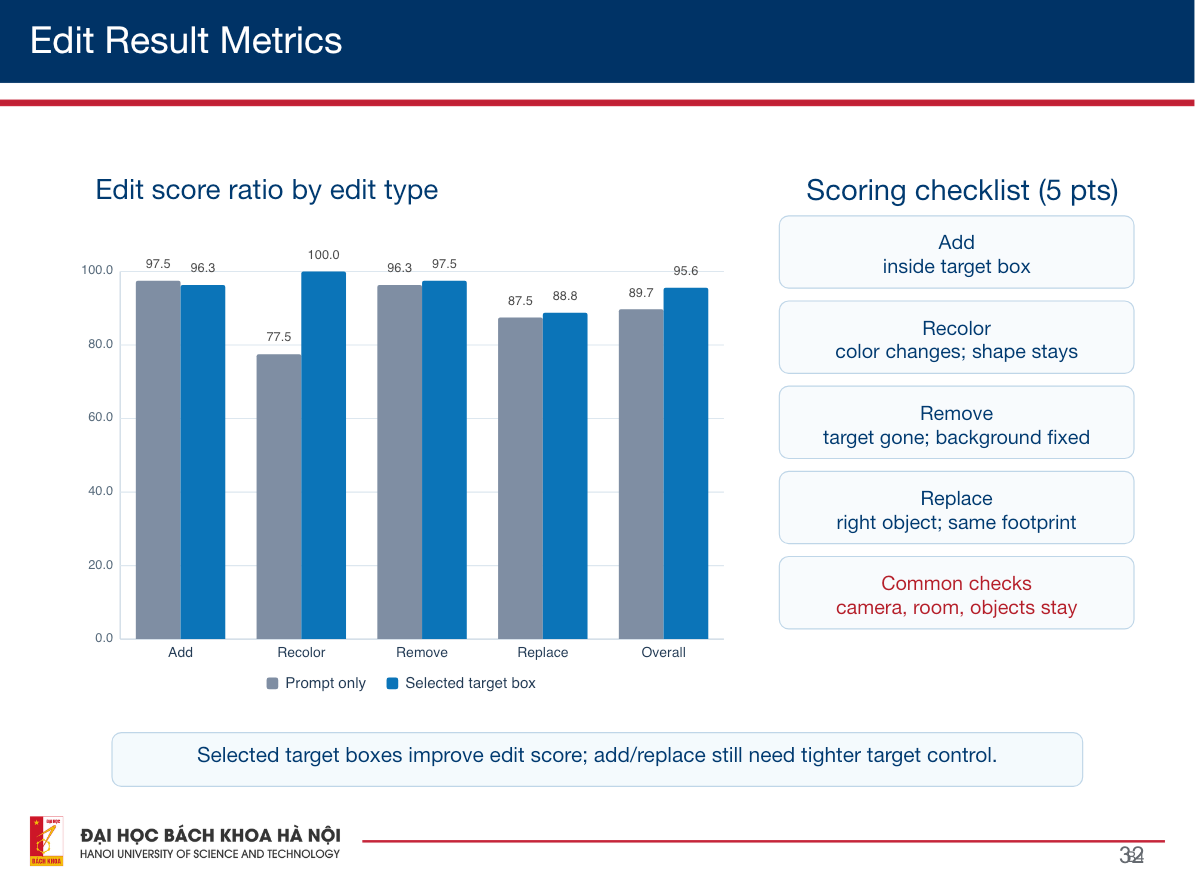 Edit Result Metrics
Edit score ratio by edit type
100.0
80.0
60.0
40.0
20.0
0.0
97.5
96.3
77.5
100.0
96.3
97.5
87.5
88.8
89.7
95.6
Add
Recolor
Remove
Replace
Overall
Prompt only
Selected target box
Scoring checklist (5 pts)
Add
inside target box
Recolor
color changes; shape stays
Remove
target gone; background fixed
Replace
right object; same footprint
Common checks
camera, room, objects stay
Selected target boxes improve edit score; add/replace still need tighter target control.
ĐẠI HỌC
BÁCH KHOA
ĐẠI HỌC BÁCH KHOA HÀ NỘI
HANOI UNIVERSITY OF SCIENCE AND TECHNOLOGY
32